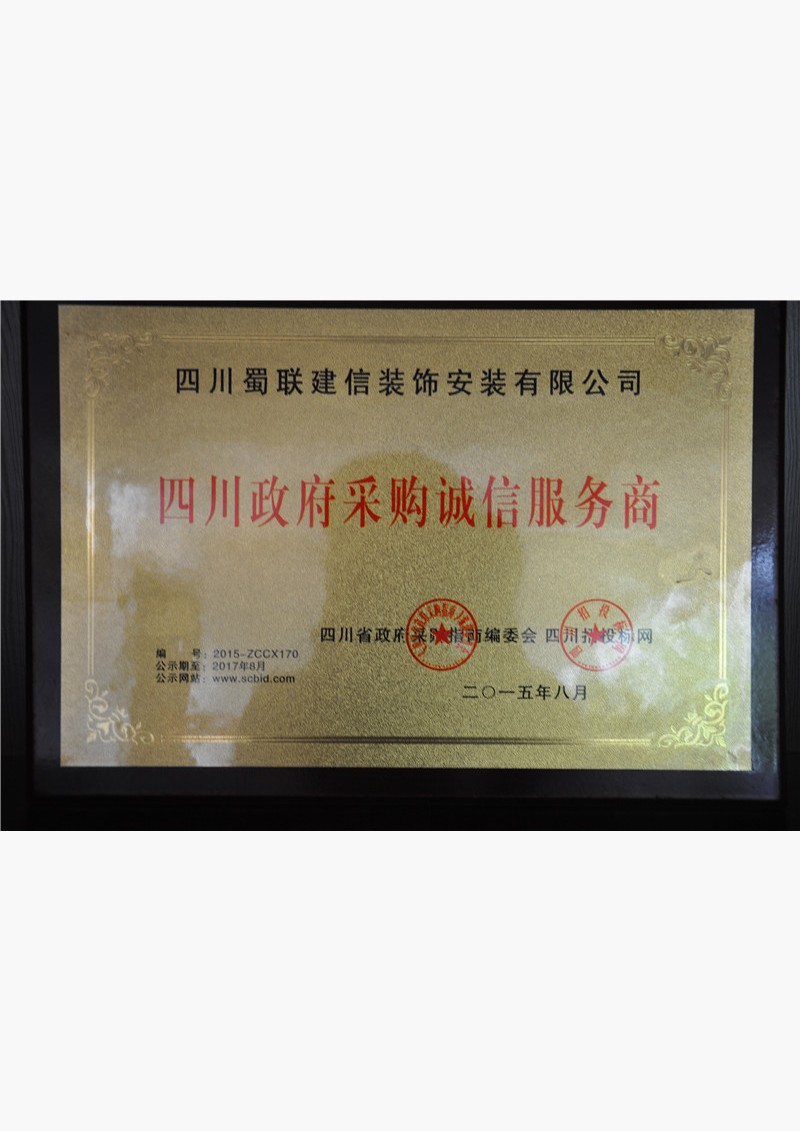 四川蜀联建信装饰安装有限公司
四川政府采购诚信服务商
四川省政府采购指南编委会 四川招投标网
编 号：2015-ZCCX170
公示期至：2017年8月
公示网站：www.scbid.com
二〇一五年八月